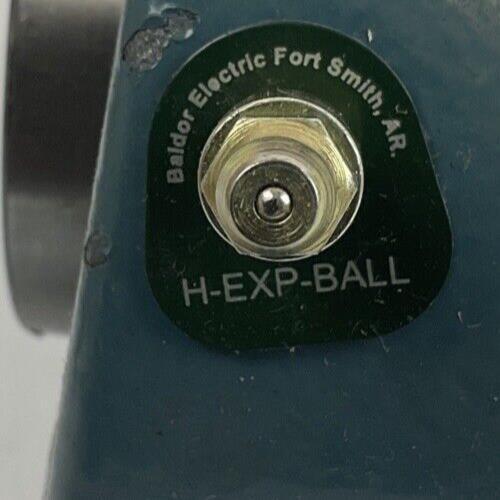 Baldor Electric Fort Smith, AR.
H-EXP-BALL